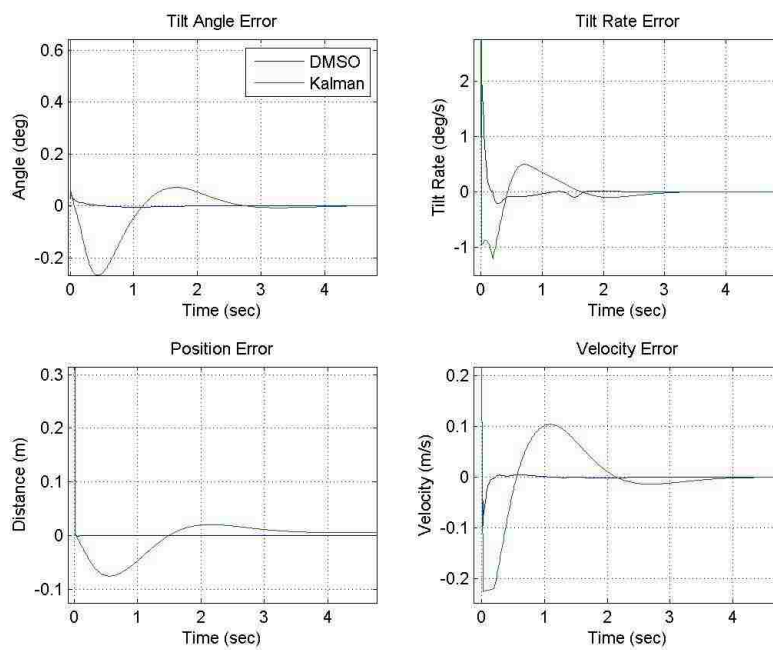 Tilt Angle Error
0.6
0.4
0.2
0
-0.2
Angle (deg)
DMSO
Kalman
0 1 2 3 4
Time (sec)
Tilt Rate Error
2
1
0
-1
Tilt Rate (deg/s)
0 1 2 3 4
Time (sec)
Position Error
0.3
0.2
0.1
0
-0.1
Distance (m)
0 1 2 3 4
Time (sec)
Velocity Error
0.2
0.1
0
-0.1
-0.2
Velocity (m/s)
0 1 2 3 4
Time (sec)